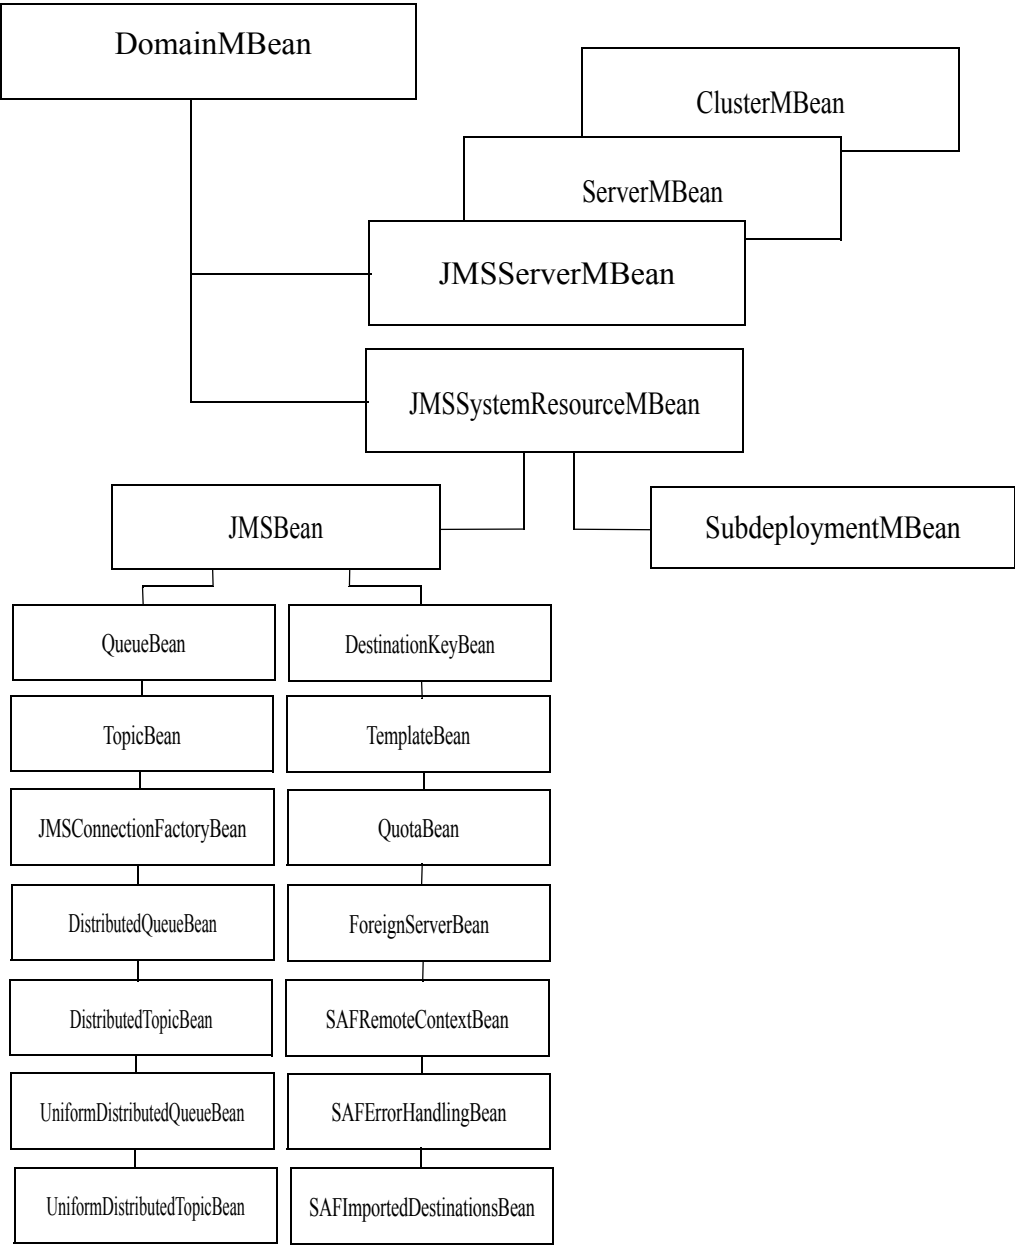 DomainMBean
ClusterMBean
ServerMBean
JMSServerMBean
JMSSystemResourceMBean
JMSBean
SubdeploymentMBean
QueueBean
DestinationKeyBean
TopicBean
TemplateBean
JMSConnectionFactoryBean
QuotaBean
DistributedQueueBean
ForeignServerBean
DistributedTopicBean
SAFRemoteContextBean
UniformDistributedQueueBean
SAFErrorHandlingBean
UniformDistributedTopicBean
SAFImportedDestinationsBean